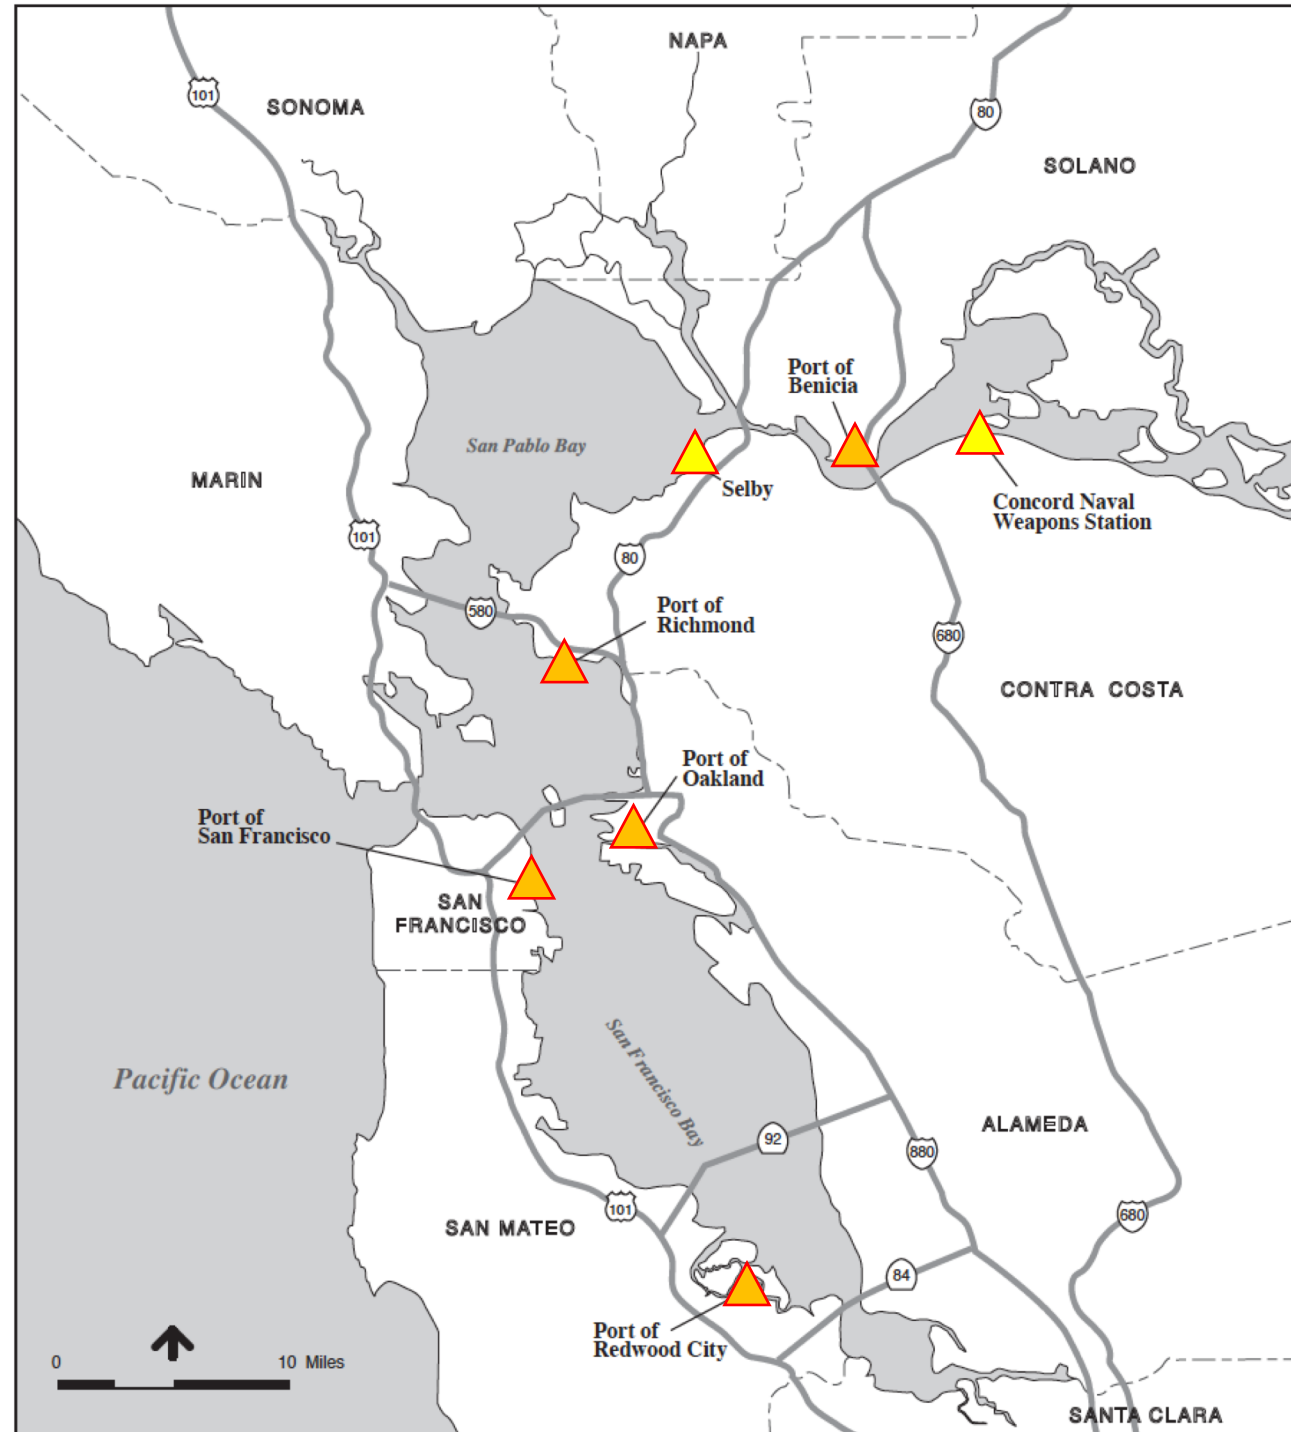 NAPA
101
SONOMA
80
SOLANO
Port of
Benicia
San Pablo Bay
MARIN
Selby
Concord Naval
Weapons Station
101
80
580
Port of
Richmond
680
CONTRA COSTA
Port of
Oakland
Port of
San Francisco
SAN
FRANCISCO
San Francisco Bay
Pacific Ocean
92
ALAMEDA
880
101
680
SAN MATEO
84
Port of
Redwood City
0 10 Miles
SANTA CLARA